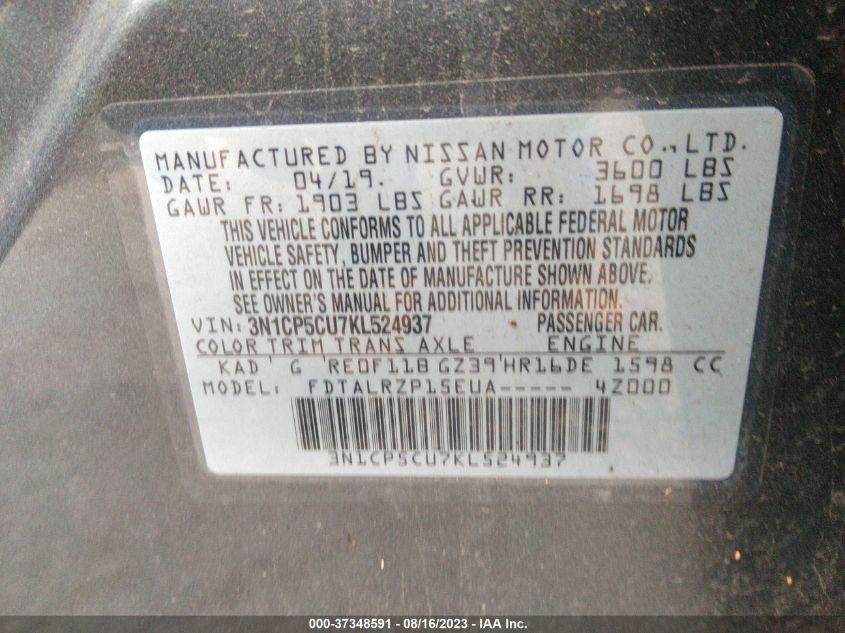 MANUFACTURED BY NISSAN MOTOR CO., LTD.
DATE: 04/19. GVWR: 3600 LBS
GAWR FR: 1903 LBS GAWR RR: 1698 LBS
THIS VEHICLE CONFORMS TO ALL APPLICABLE FEDERAL MOTOR
VEHICLE SAFETY, BUMPER AND THEFT PREVENTION STANDARDS
IN EFFECT ON THE DATE OF MANUFACTURE SHOWN ABOVE.
SEE OWNER'S MANUAL FOR ADDITIONAL INFORMATION.
VIN: 3N1CP5CU7KL524937 PASSENGER CAR.
COLOR TRIM TRANS AXLE ENGINE
KAD G RE0F11B GZ39 HR16DE 1598 CC
MODEL: FDTALRZP15EUA----- 4Z000
3N1CP5CU7KL524937
000-37348591 - 08/16/2023 - IAA Inc.